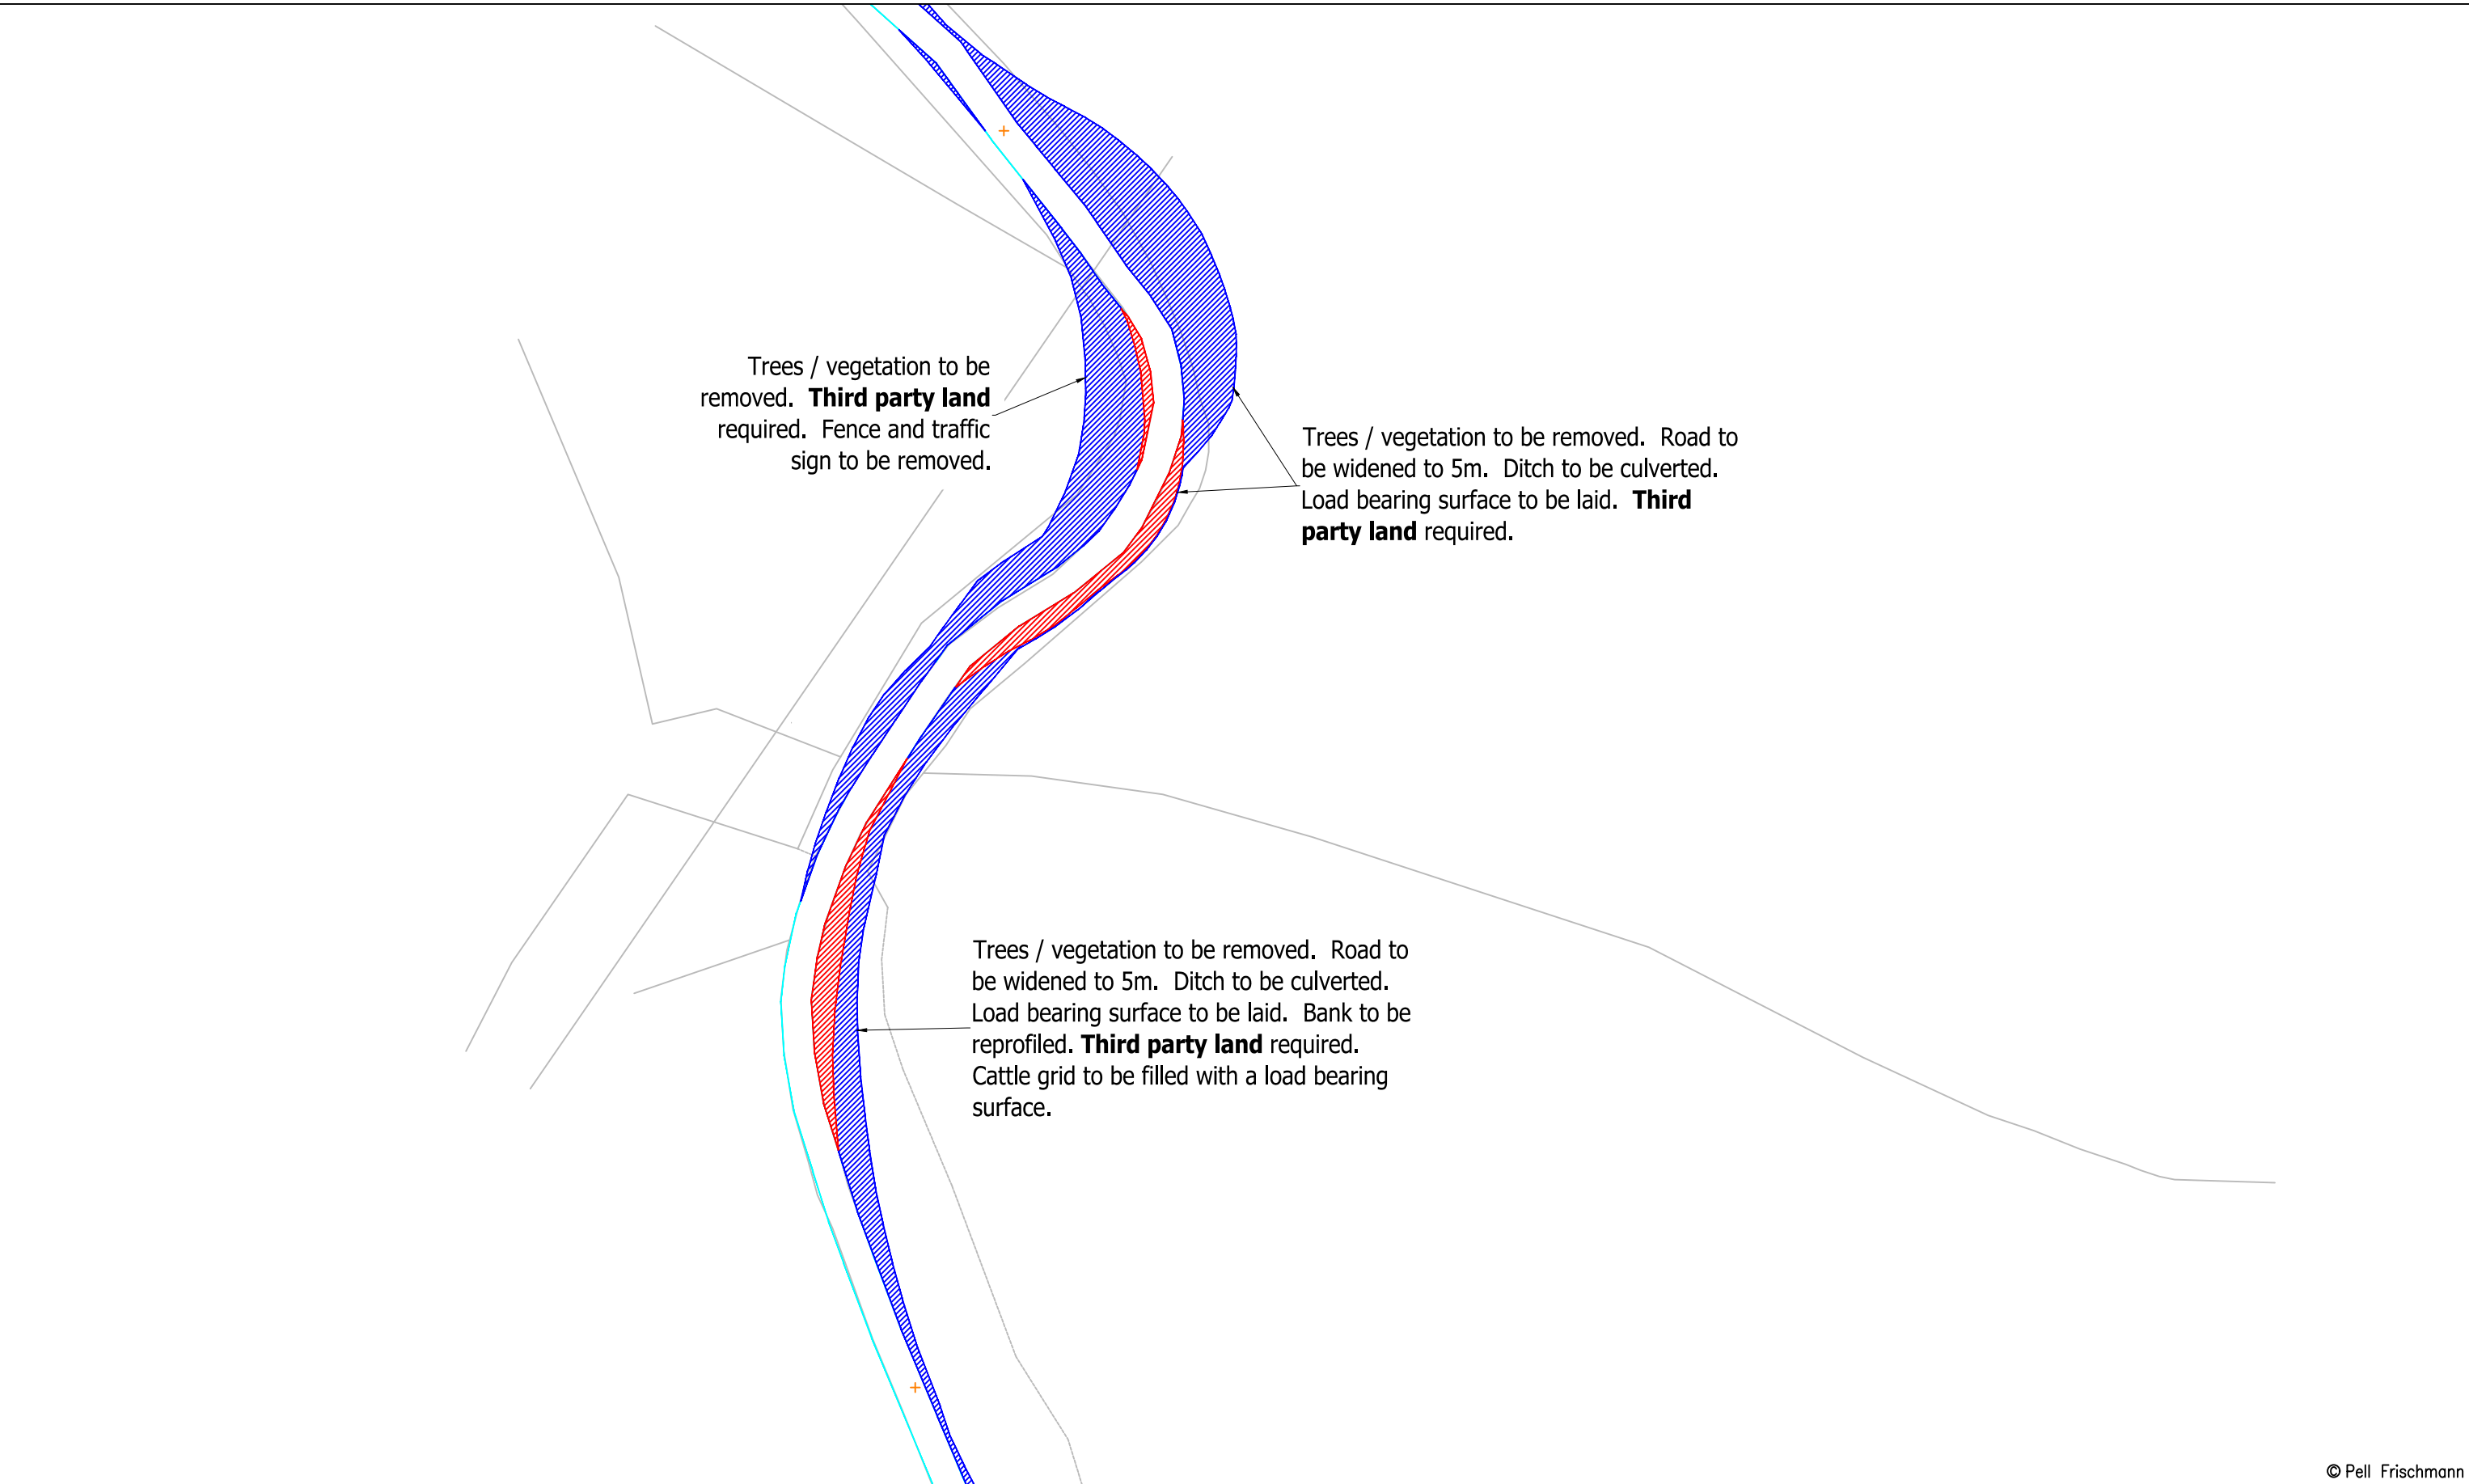 Trees / vegetation to be
removed.  Third party land
required.  Fence and traffic
sign to be removed.
Trees / vegetation to be removed.  Road to
be widened to 5m.  Ditch to be culverted.
Load bearing surface to be laid.  Third
party land required.
Trees / vegetation to be removed.  Road to
be widened to 5m.  Ditch to be culverted.
Load bearing surface to be laid.  Bank to be
reprofiled. Third party land required.
Cattle grid to be filled with a load bearing
surface.
© Pell Frischmann